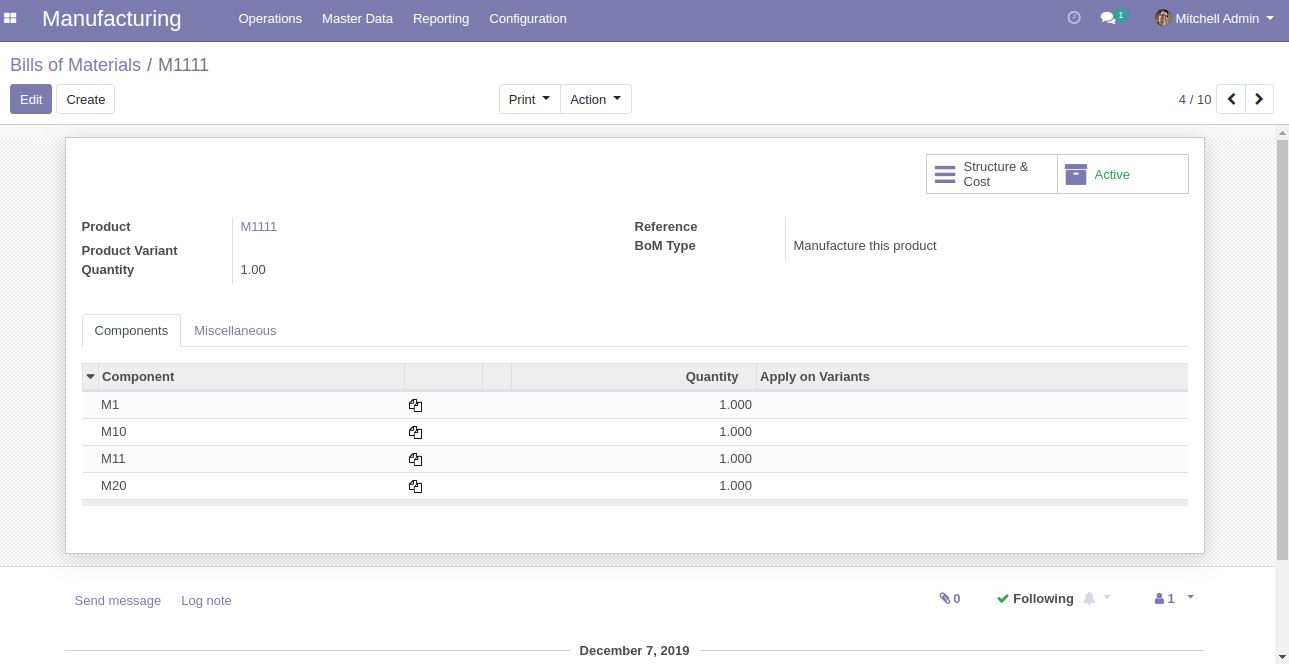 Manufacturing Operations Master Data Reporting Configuration 1 Mitchell Admin
Bills of Materials / M1111
Edit Create Print Action 4 / 10
Structure & Cost
Active
Product M1111
Product Variant
Quantity 1.00
Reference
BoM Type Manufacture this product
Components Miscellaneous
Component Quantity Apply on Variants
M1 1.000
M10 1.000
M11 1.000
M20 1.000
Send message Log note 0 Following 1
December 7, 2019